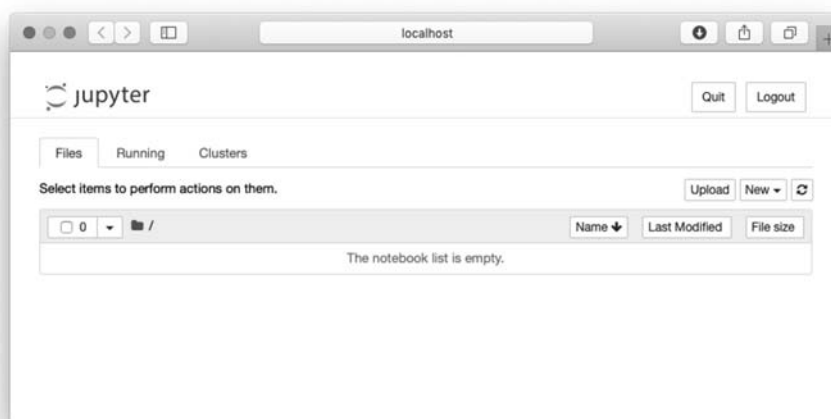 localhost
jupyter
Quit Logout
Files Running Clusters
Select items to perform actions on them.
Upload New
0 / Name Last Modified File size
The notebook list is empty.